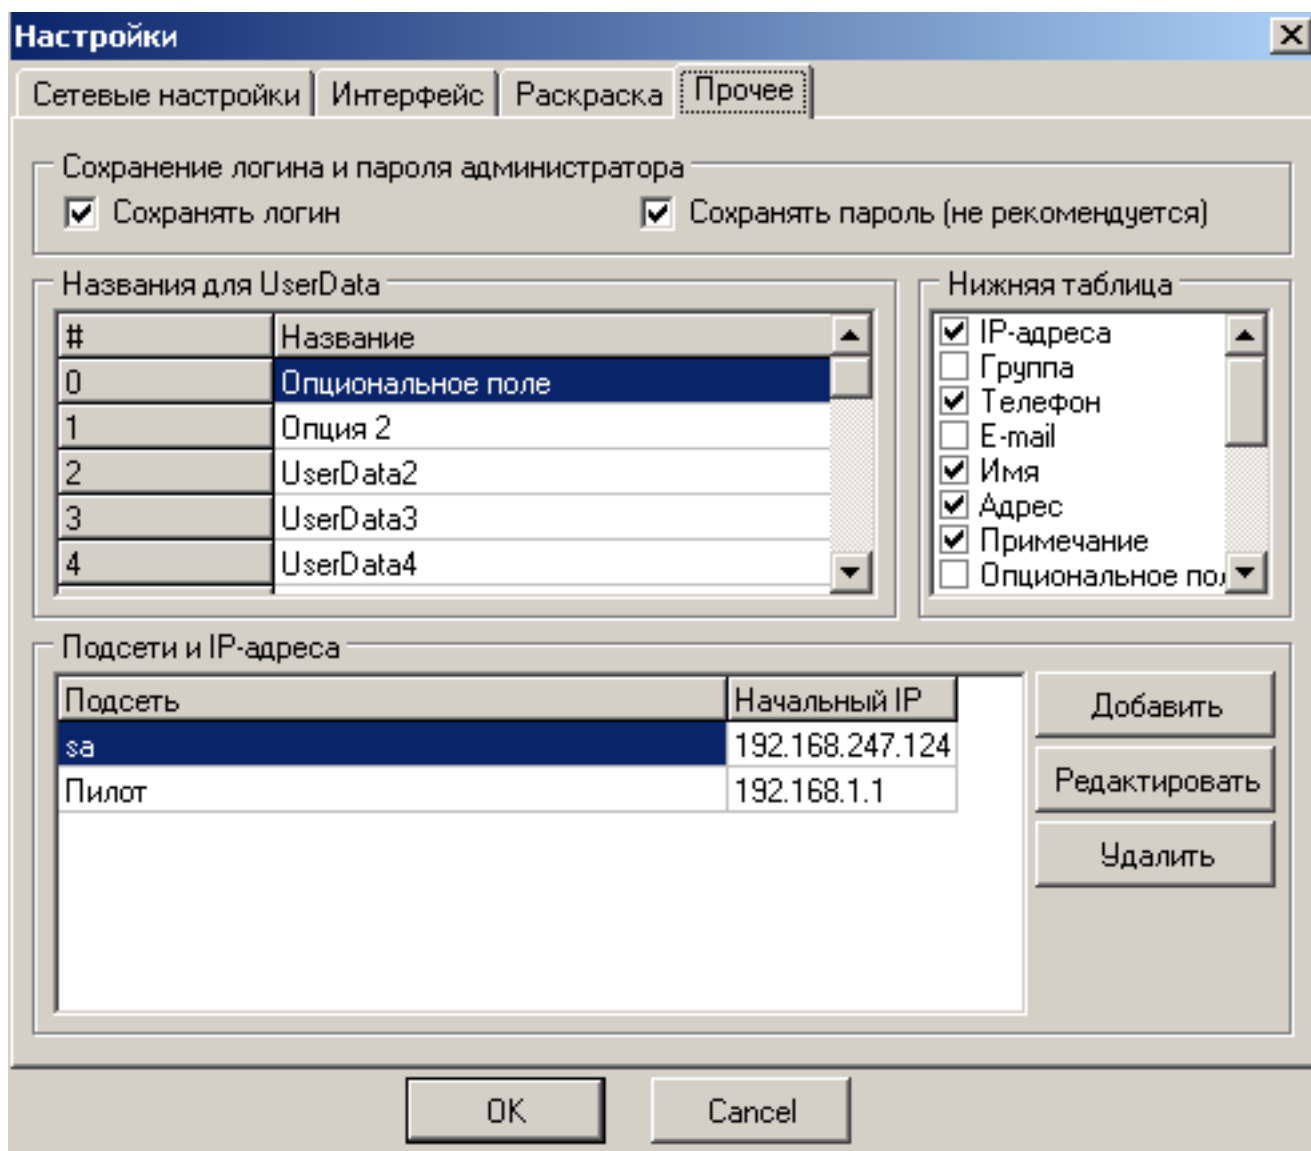 Настройки
Сетевые настройки Интерфейс Раскраска Прочее
Сохранение логина и пароля администратора
Сохранять логин Сохранять пароль (не рекомендуется)
Названия для UserData
# Название
0 Опциональное поле
1 Опция 2
2 UserData2
3 UserData3
4 UserData4
Нижняя таблица
IP-адреса
Группа
Телефон
E-mail
Имя
Адрес
Примечание
Опциональное
Подсети и IP-адреса
Подсеть Начальный IP
sa 192.168.247.124
Пилот 192.168.1.1
Добавить
Редактировать
Удалить
OK Cancel